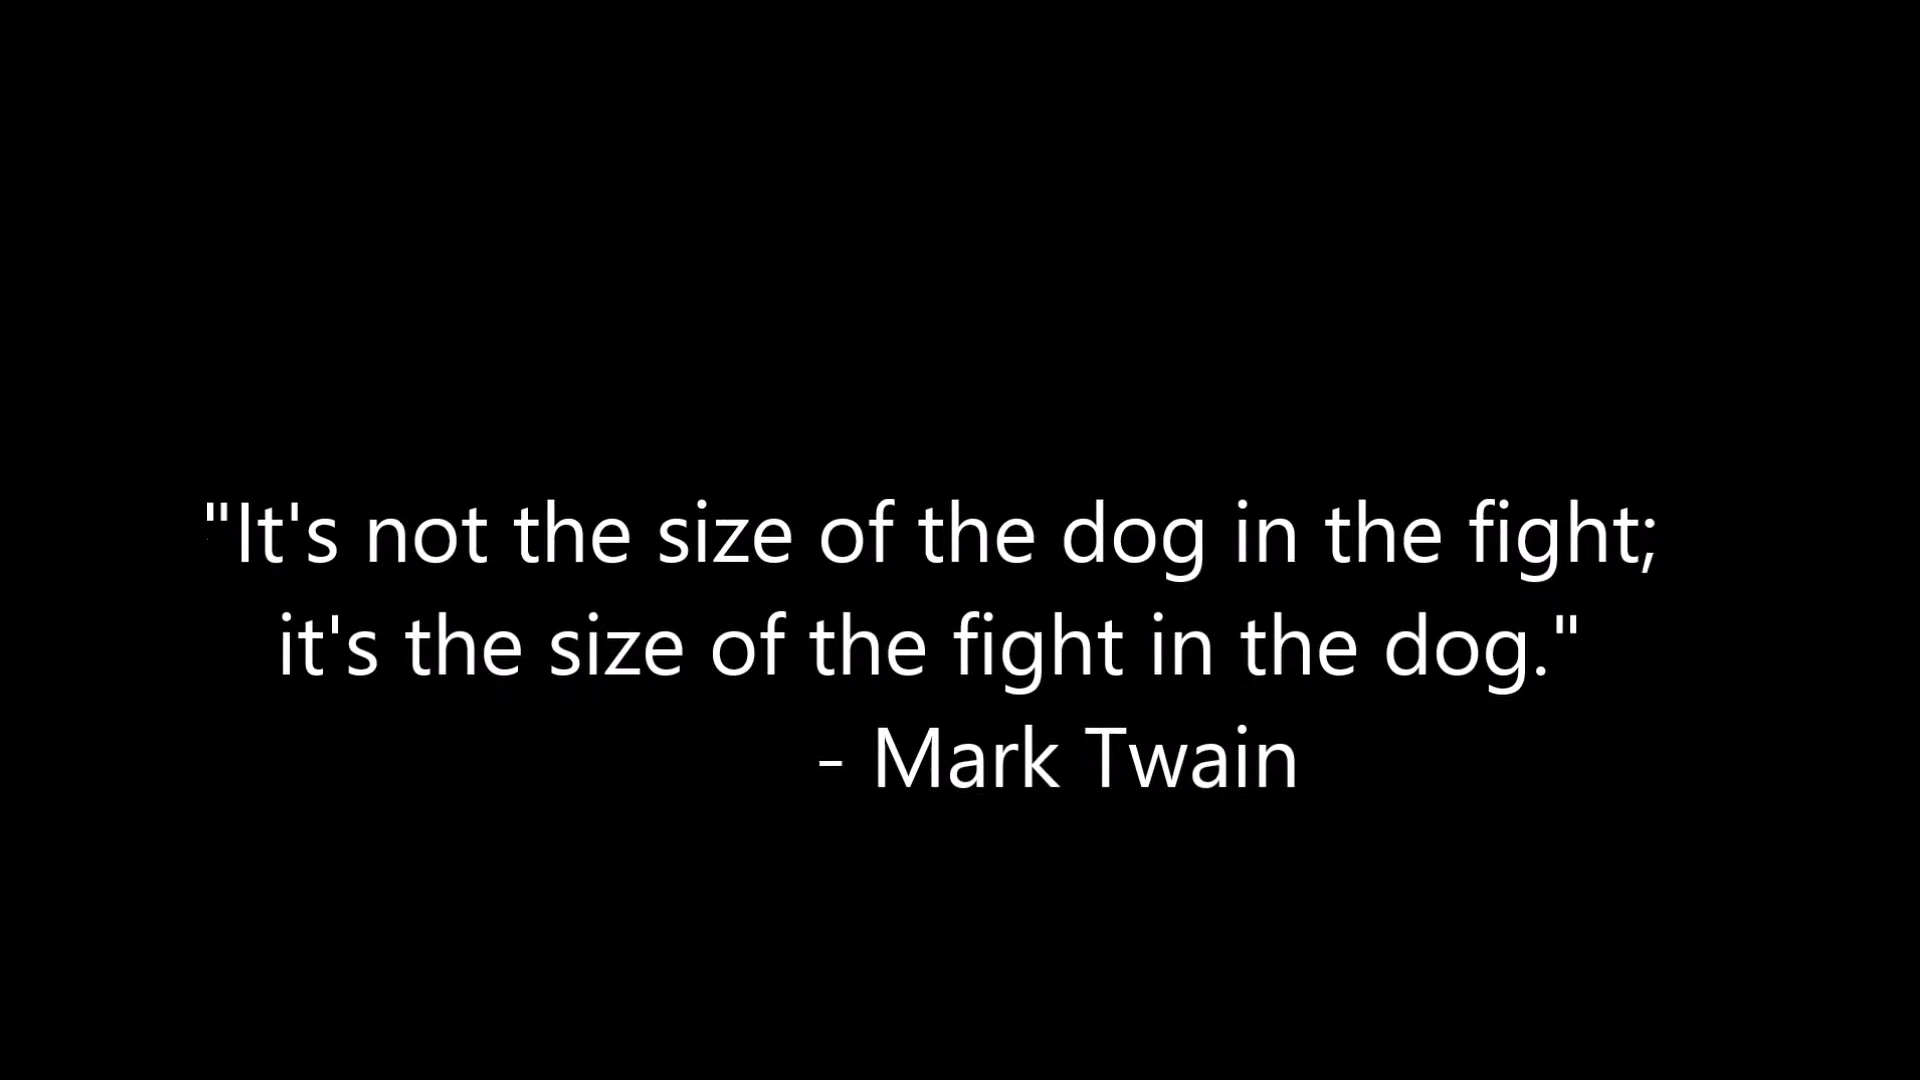 "It's not the size of the dog in the fight;
it's the size of the fight in the dog."
- Mark Twain